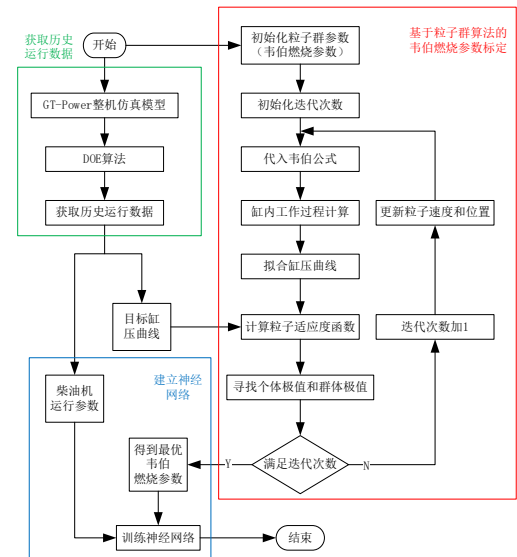 获取历史
运行数据
开始
初始化粒子群参数
（韦伯燃烧参数）
基于粒子群算法的
韦伯燃烧参数标定
GT-Power整机仿真模型
初始化迭代次数
DOE算法
代入韦伯公式
获取历史运行数据
缸内工作过程计算
更新粒子速度和位置
拟合缸压曲线
目标缸
压曲线
计算粒子适应度函数
迭代次数加1
建立神经
网络
柴油机
运行参数
寻找个体极值和群体极值
得到最优
韦伯
燃烧参数
Y
满足迭代次数
N
训练神经网络
结束